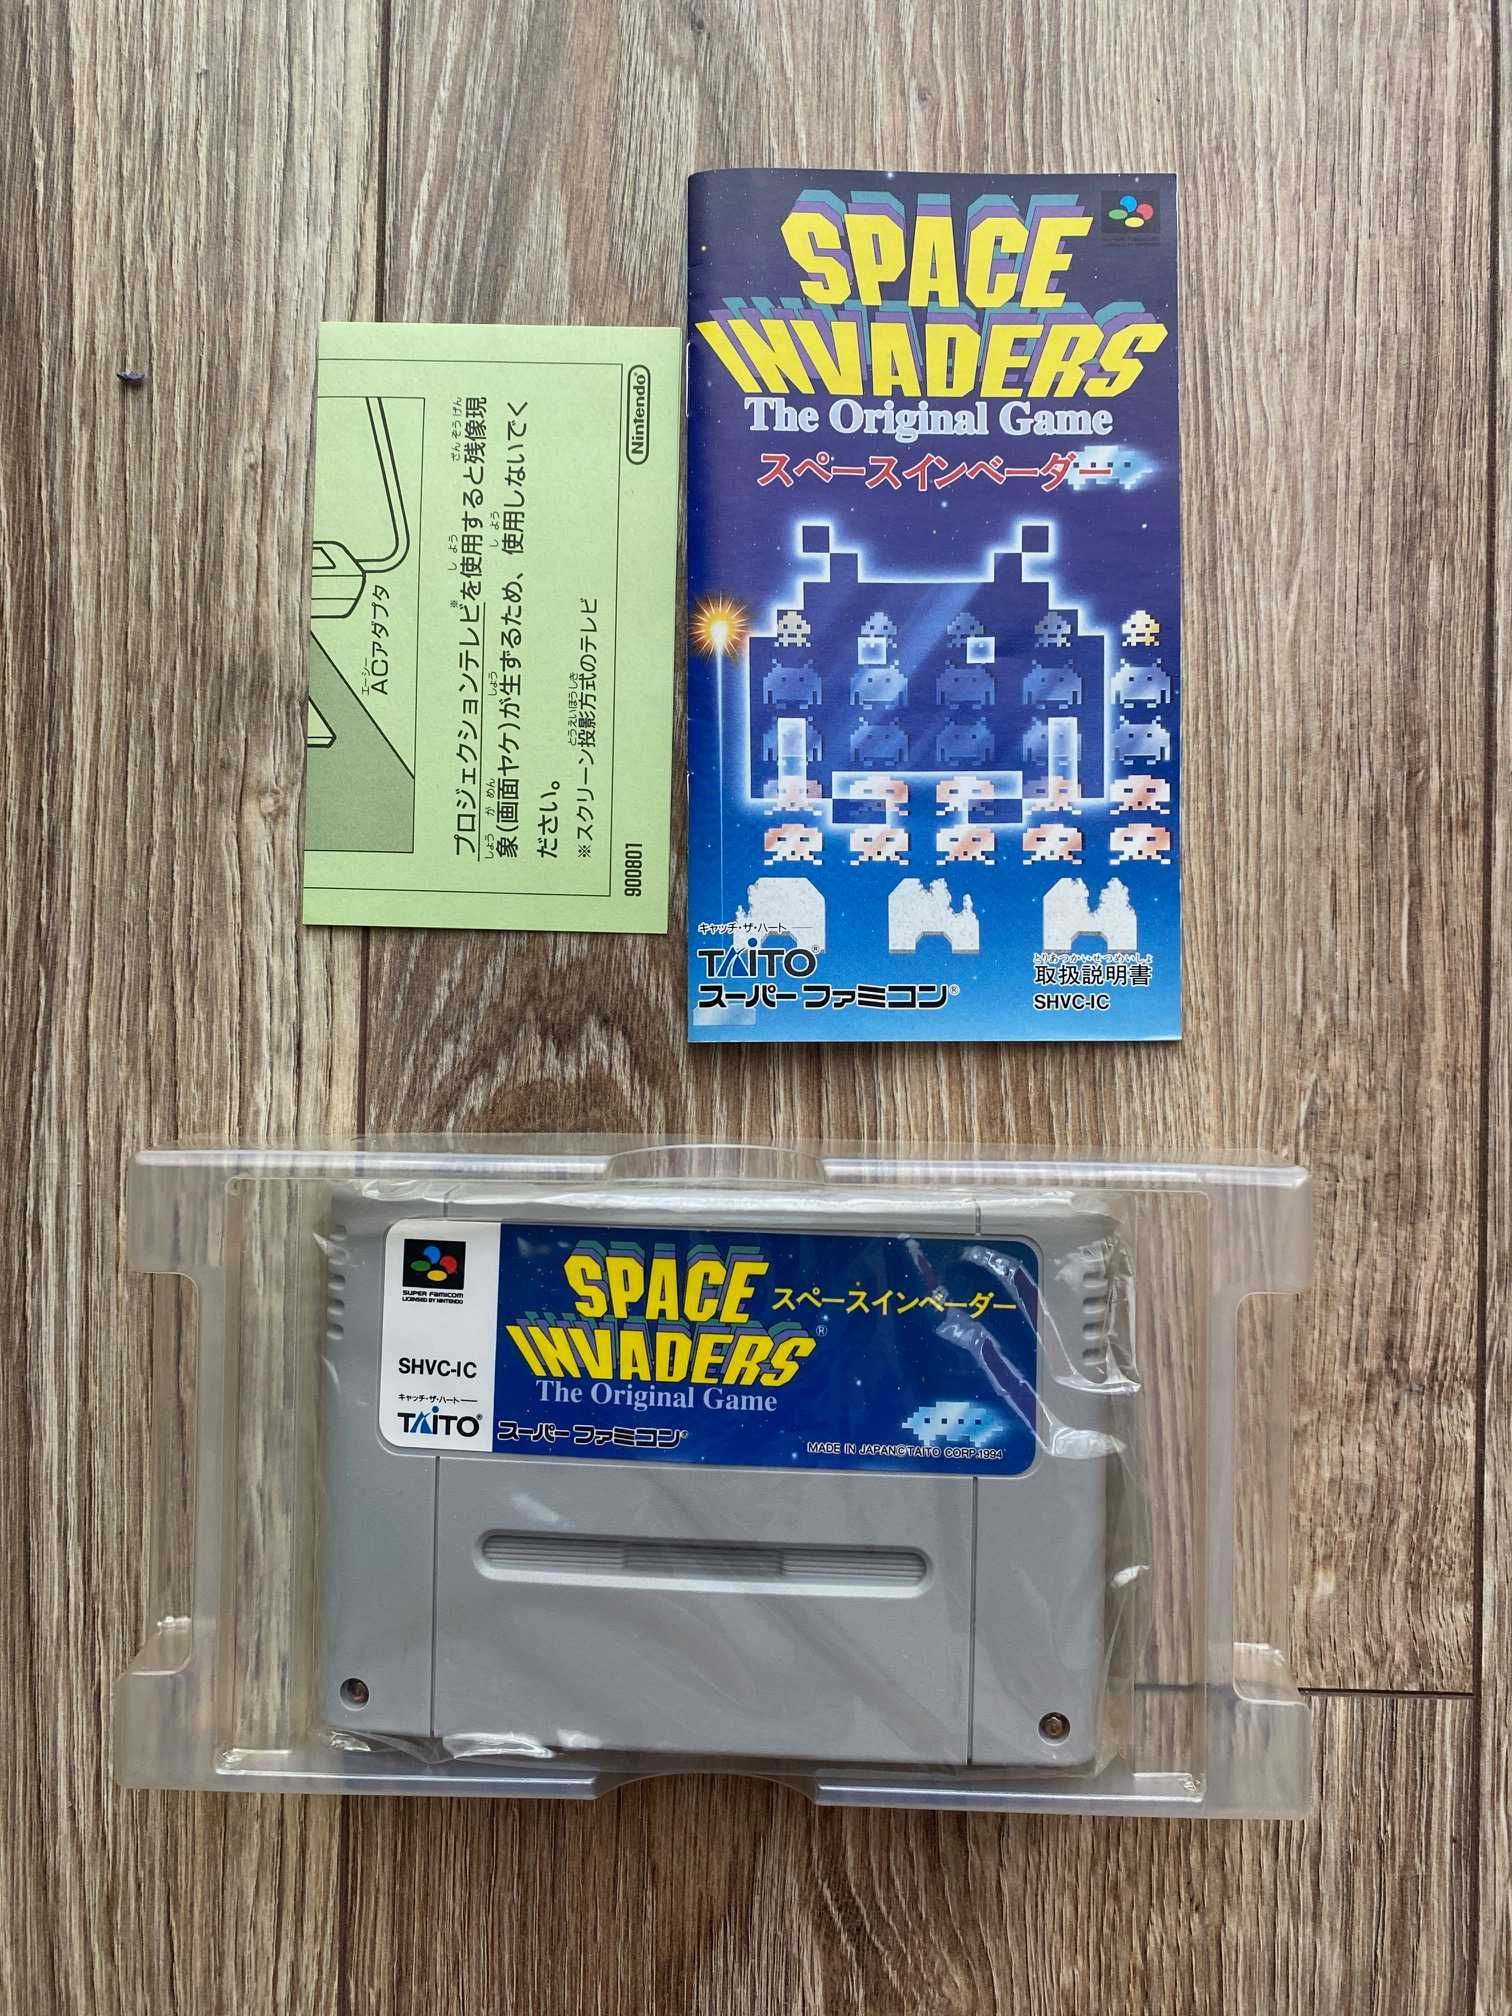 SPACE
INVADERS
The Original Game
スペースインベーダー
キャッチ・ザ・ハート
TAITO®
スーパーファミコン®
とりあつかいせつめいしょ
取扱説明書
SHVC-IC
エーシー
ACアダプタ
しよう ざんぞうげん
プロジェクションテレビ※を使用すると残像現
しょう がめん しょう しよう
象(画面ヤケ)が生ずるため、使用しないでく
ださい。
とうえいほうしき
※スクリーン投影方式のテレビ
900801
Nintendo®
SUPER FAMICOM
LICENSED BY NINTENDO
SHVC-IC
キャッチ・ザ・ハート
TAITO®
SPACE
INVADERS®
The Original Game
スペースインベーダー
スーパーファミコン®
MADE IN JAPAN©TAITO CORP.1994